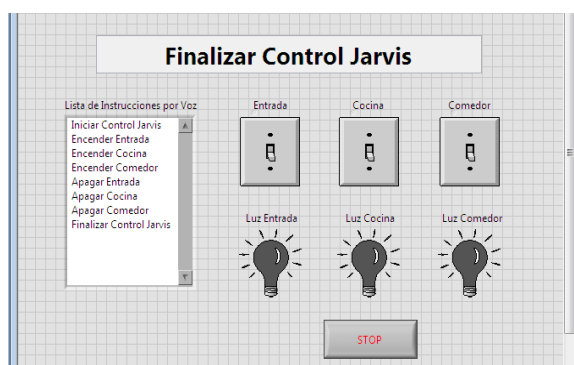 Finalizar Control Jarvis
Lista de Instrucciones por Voz
Iniciar Control Jarvis
Encender Entrada
Encender Cocina
Encender Comedor
Apagar Entrada
Apagar Cocina
Apagar Comedor
Finalizar Control Jarvis
Entrada
Cocina
Comedor
Luz Entrada
Luz Cocina
Luz Comedor
STOP